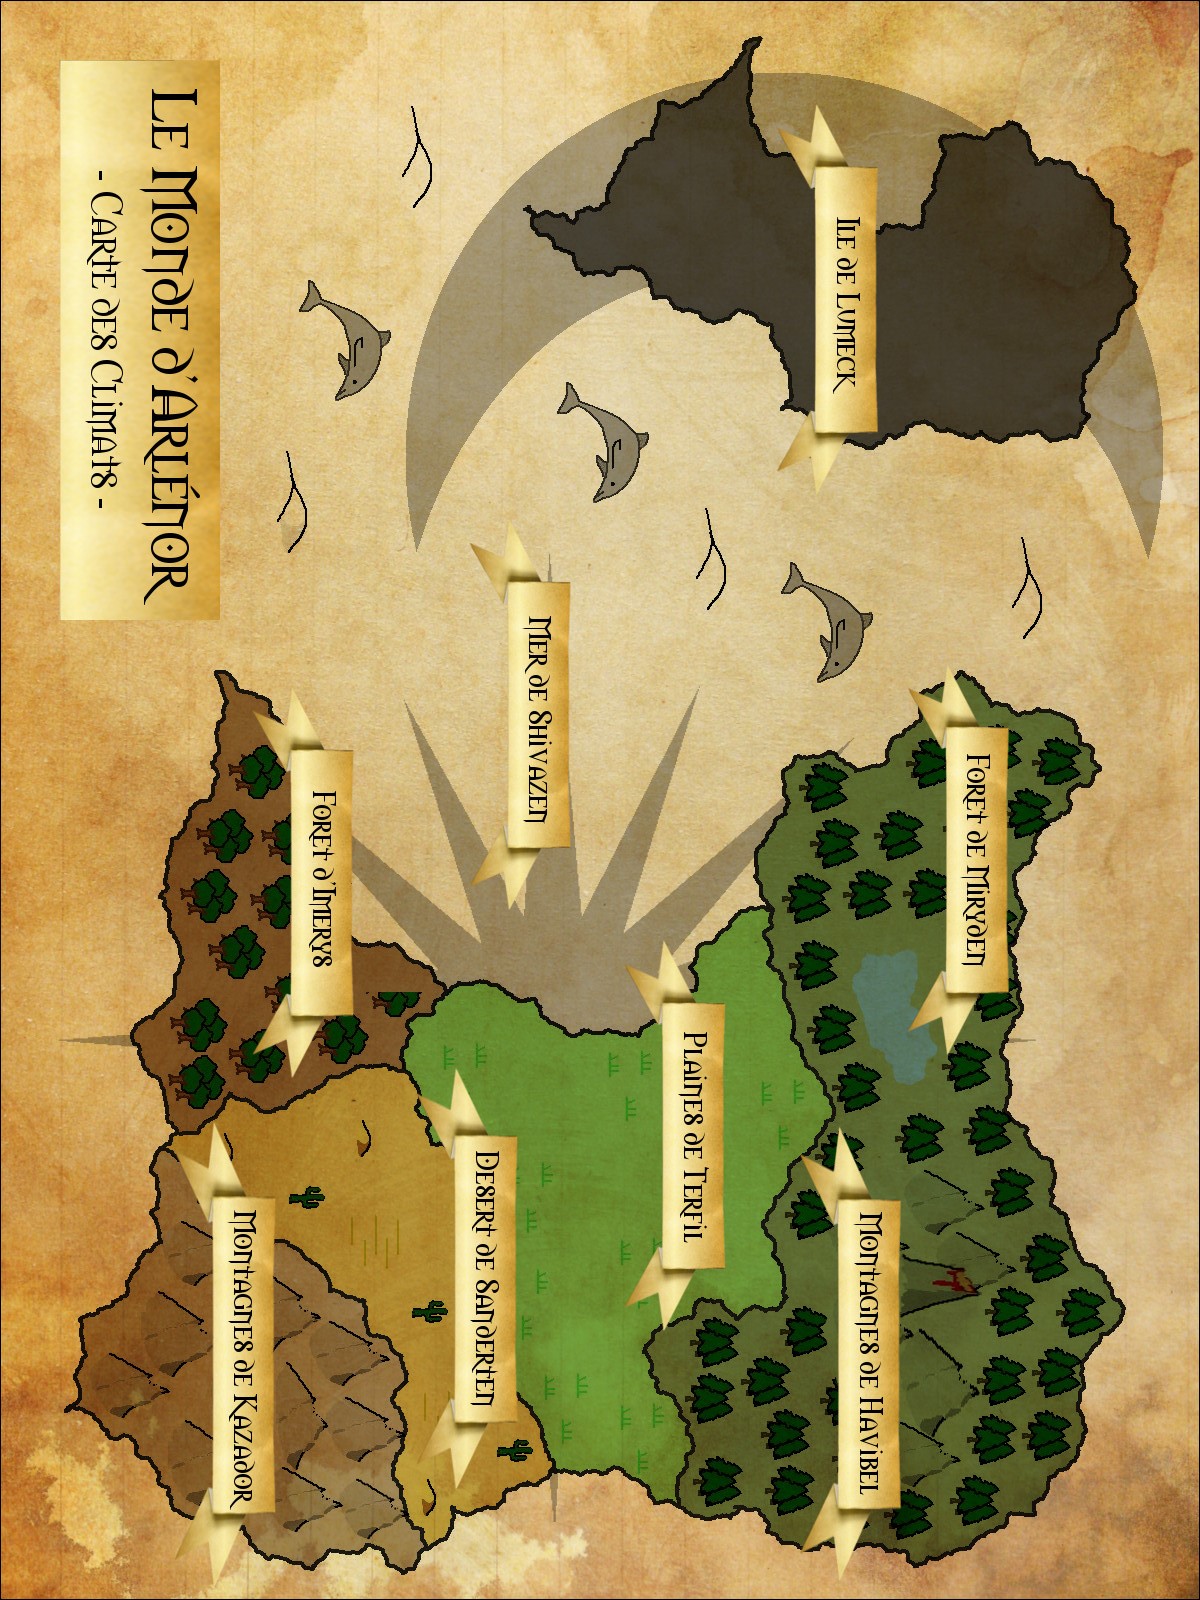 Foret de Miryden
Montagnes de Havibel
Ile de Lumeck
Plaines de Terfil
Mer de Shivazen
Desert de Sanderten
Foret d'Imerys
Montagnes de Kazador
Le Monde d'Arlénor
- Carte des Climats -